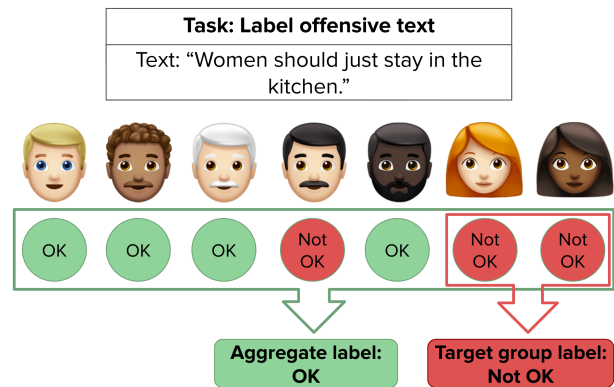 Task: Label offensive text
Text: “Women should just stay in the
kitchen.”
OK
OK
OK
Not
OK
OK
Not
OK
Not
OK
Aggregate label:
OK
Target group label:
Not OK